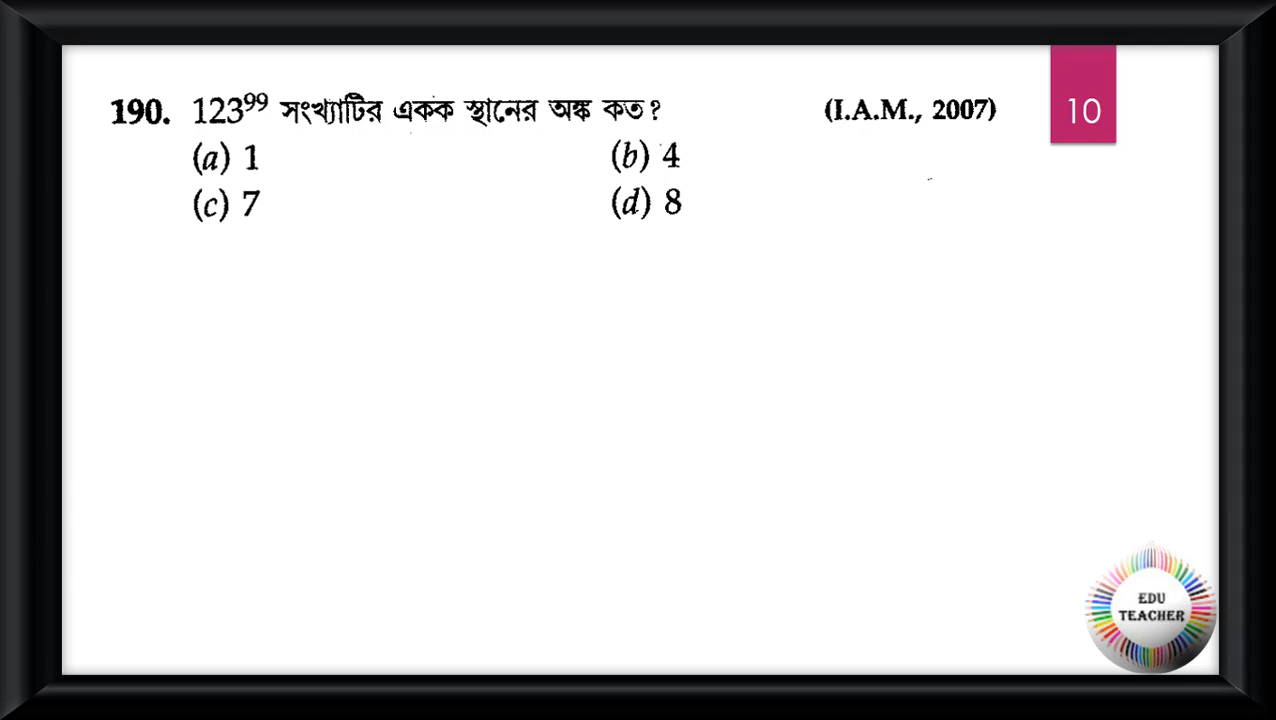 190. 123⁹⁹ সংখ্যাটির একক স্থানের অঙ্ক কত? (I.A.M., 2007) 10
(a) 1 (b) 4
(c) 7 (d) 8
EDU
TEACHER